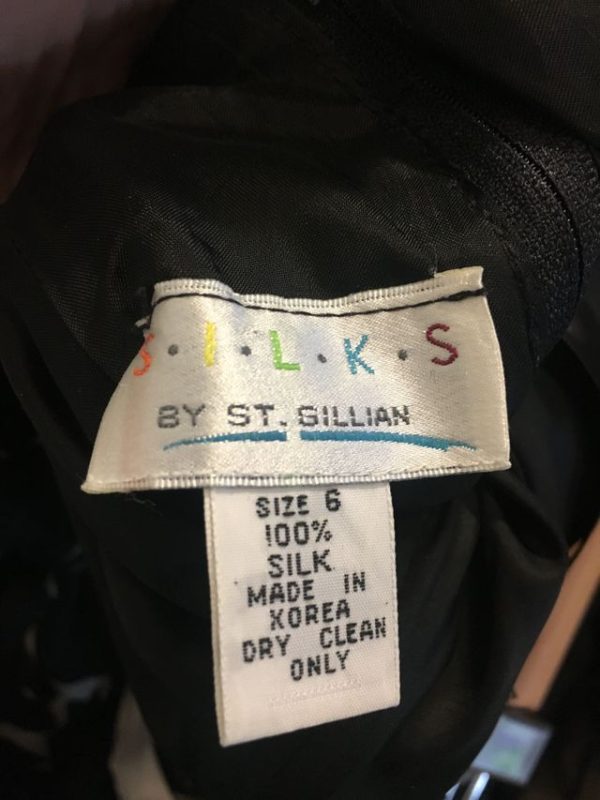 S·I·L·K·S
BY ST. GILLIAN
SIZE 6
100%
SILK
MADE IN
KOREA
DRY CLEAN
ONLY